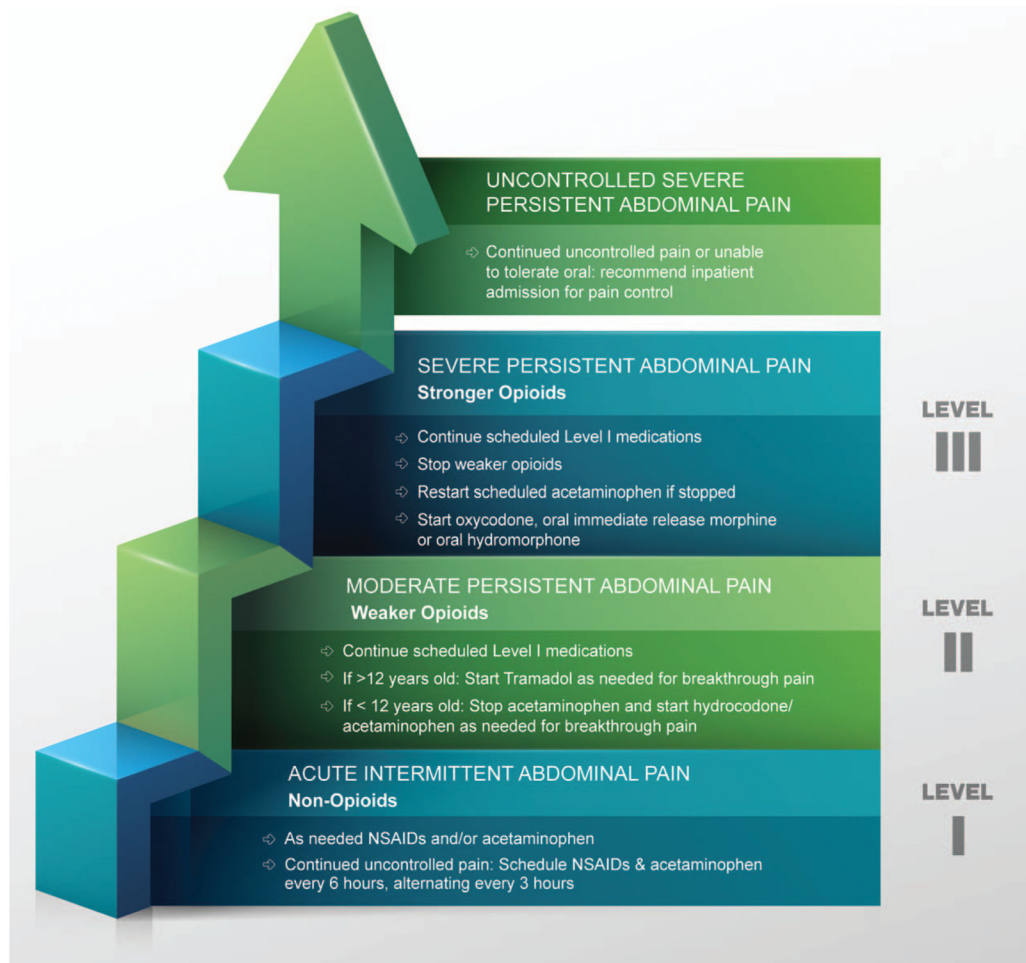 UNCONTROLLED SEVERE
PERSISTENT ABDOMINAL PAIN
⇨ Continued uncontrolled pain or unable
to tolerate oral: recommend inpatient
admission for pain control
SEVERE PERSISTENT ABDOMINAL PAIN
Stronger Opioids
⇨ Continue scheduled Level I medications
⇨ Stop weaker opioids
⇨ Restart scheduled acetaminophen if stopped
⇨ Start oxycodone, oral immediate release morphine
or oral hydromorphone
LEVEL
III
MODERATE PERSISTENT ABDOMINAL PAIN
Weaker Opioids
⇨ Continue scheduled Level I medications
⇨ If >12 years old: Start Tramadol as needed for breakthrough pain
⇨ If < 12 years old: Stop acetaminophen and start hydrocodone/
acetaminophen as needed for breakthrough pain
LEVEL
II
ACUTE INTERMITTENT ABDOMINAL PAIN
Non-Opioids
⇨ As needed NSAIDs and/or acetaminophen
⇨ Continued uncontrolled pain: Schedule NSAIDs & acetaminophen
every 6 hours, alternating every 3 hours
LEVEL
I